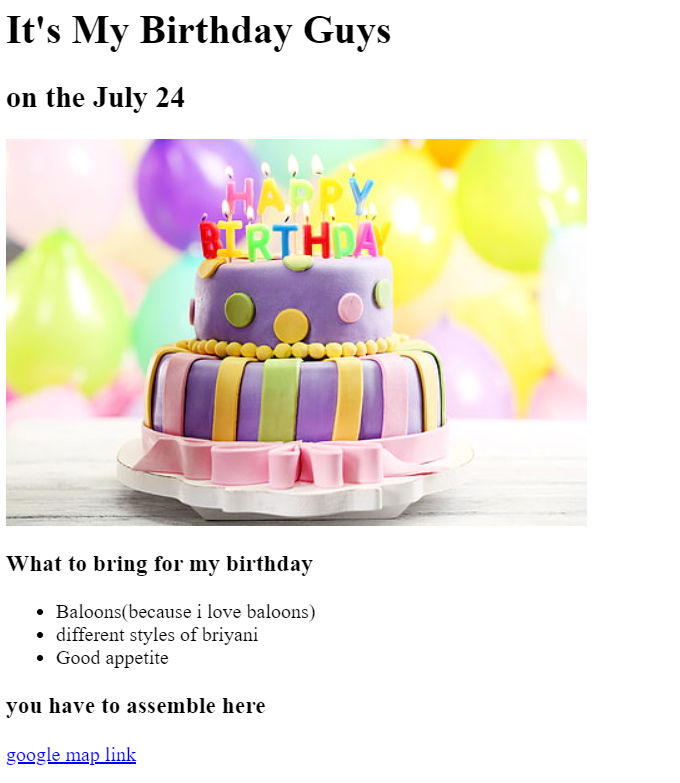 It's My Birthday Guys
on the July 24
HAPPY
BIRTHDAY
What to bring for my birthday
Baloons(because i love baloons)
different styles of briyani
Good appetite
you have to assemble here
google map link